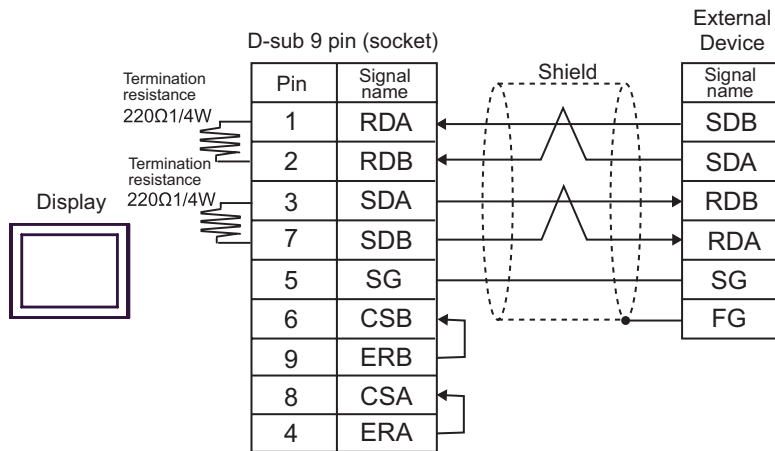 External
Device
D-sub 9 pin (socket)
Shield
Pin
Signal
name
Signal
name
Termination
resistance
220Ω1/4W
1
RDA
SDB
2
RDB
SDA
Termination
resistance
220Ω1/4W
3
SDA
RDB
Display
7
SDB
RDA
5
SG
SG
6
CSB
FG
9
ERB
8
CSA
4
ERA